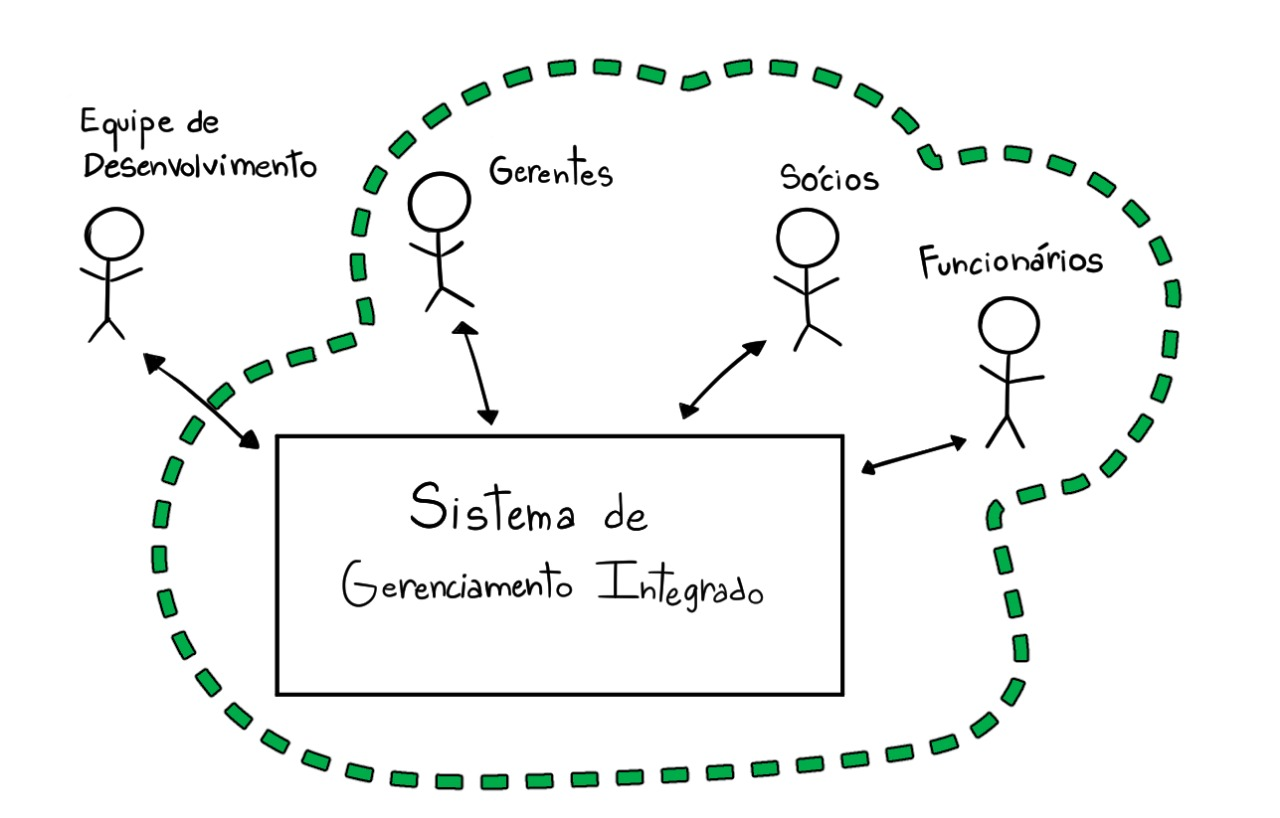 Equipe de
Desenvolvimento
Gerentes
Sócios
Funcionários
Sistema de
Gerenciamento Integrado